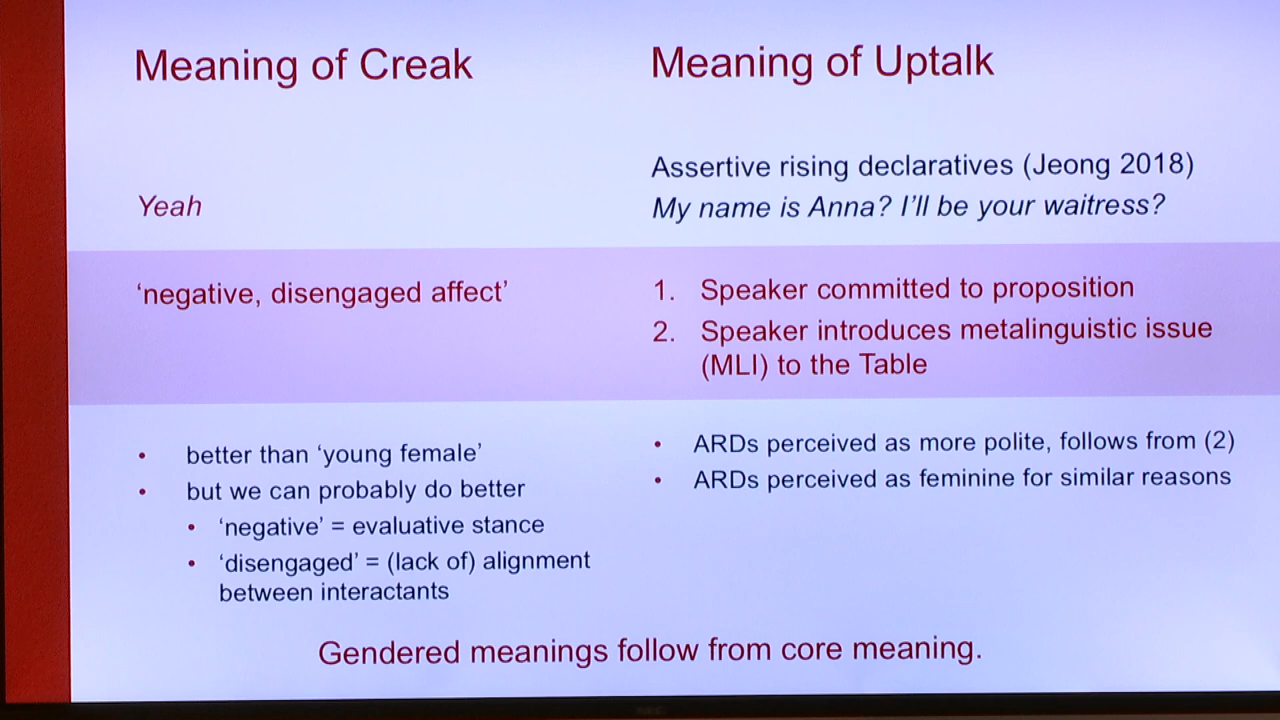 Meaning of Creak
Yeah
'negative, disengaged affect'
• better than 'young female'
• but we can probably do better
• 'negative' = evaluative stance
• 'disengaged' = (lack of) alignment
between interactants
Meaning of Uptalk
Assertive rising declaratives (Jeong 2018)
My name is Anna? I'll be your waitress?
1. Speaker committed to proposition
2. Speaker introduces metalinguistic issue
(MLI) to the Table
• ARDs perceived as more polite, follows from (2)
• ARDs perceived as feminine for similar reasons
Gendered meanings follow from core meaning.